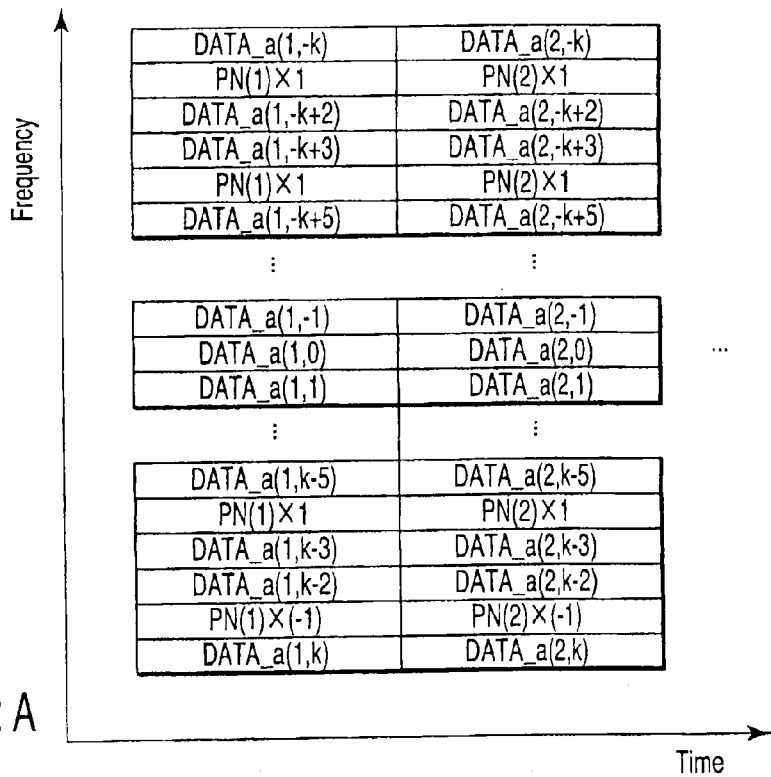 Frequency
DATA_a(1,-k) DATA_a(2,-k)
PN(1)×1 PN(2)×1
DATA_a(1,-k+2) DATA_a(2,-k+2)
DATA_a(1,-k+3) DATA_a(2,-k+3)
PN(1)×1 PN(2)×1
DATA_a(1,-k+5) DATA_a(2,-k+5)
⋮ ⋮
DATA_a(1,-1) DATA_a(2,-1)
DATA_a(1,0) DATA_a(2,0) ...
DATA_a(1,1) DATA_a(2,1)
⋮ ⋮
DATA_a(1,k-5) DATA_a(2,k-5)
PN(1)×1 PN(2)×1
DATA_a(1,k-3) DATA_a(2,k-3)
DATA_a(1,k-2) DATA_a(2,k-2)
PN(1)×(-1) PN(2)×(-1)
DATA_a(1,k) DATA_a(2,k)
A
Time